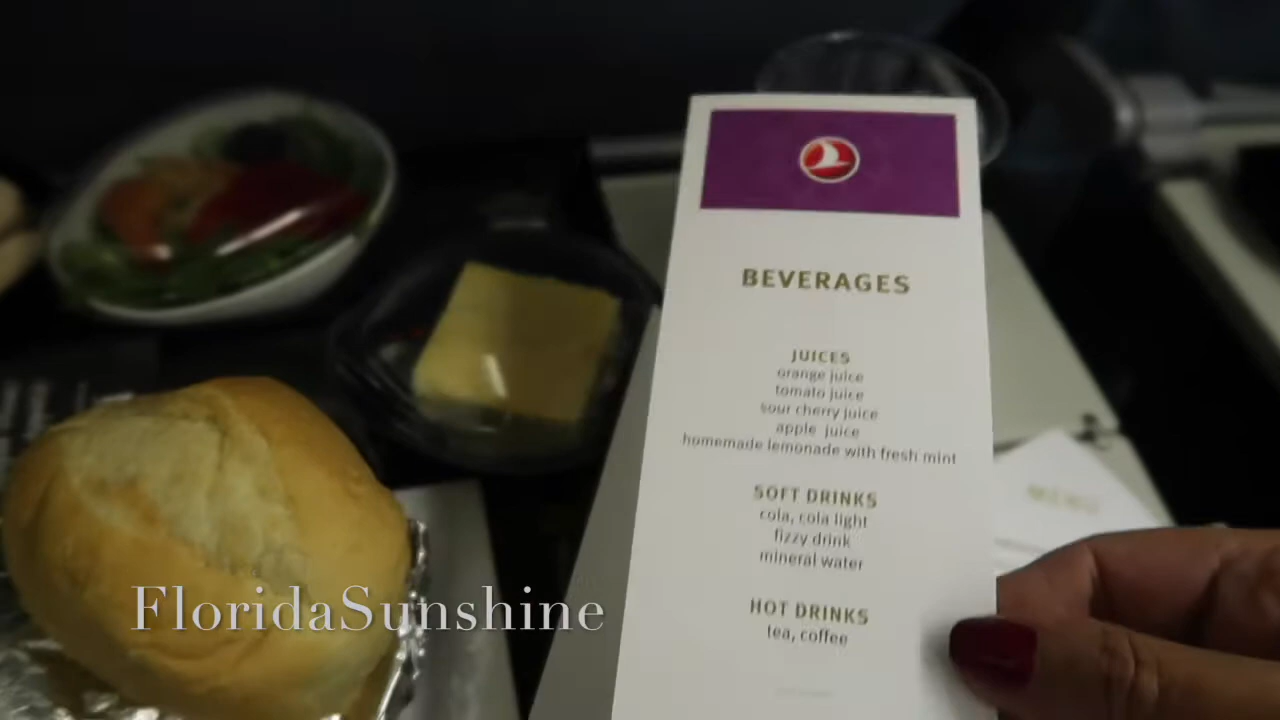 BEVERAGES
JUICES
orange juice
tomato juice
sour cherry juice
apple juice
homemade lemonade with fresh mint
SOFT DRINKS
cola, cola light
fizzy drink
mineral water
HOT DRINKS
tea, coffee
FloridaSunshine